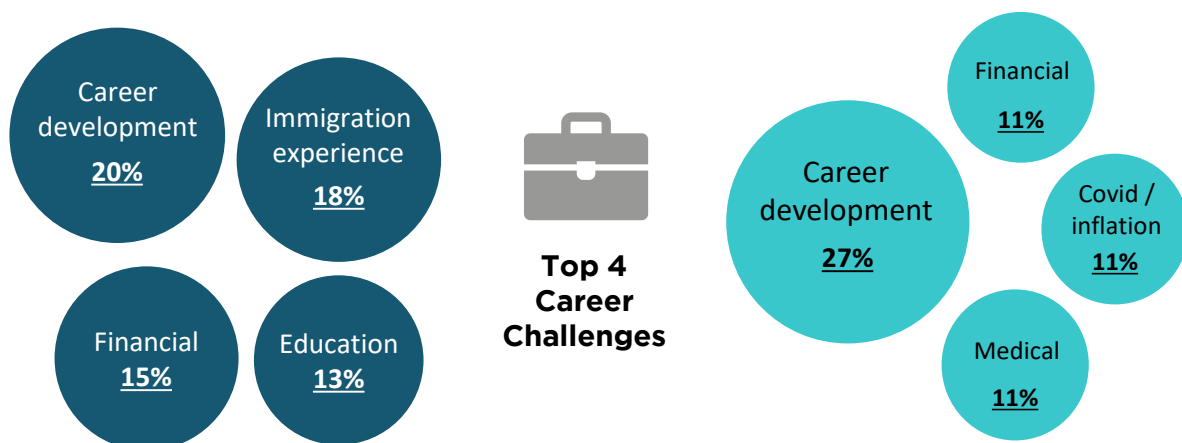 Career
development
20%
Immigration
experience
18%
Financial
15%
Education
13%
Top 4
Career
Challenges
Career
development
27%
Financial
11%
Covid /
inflation
11%
Medical
11%